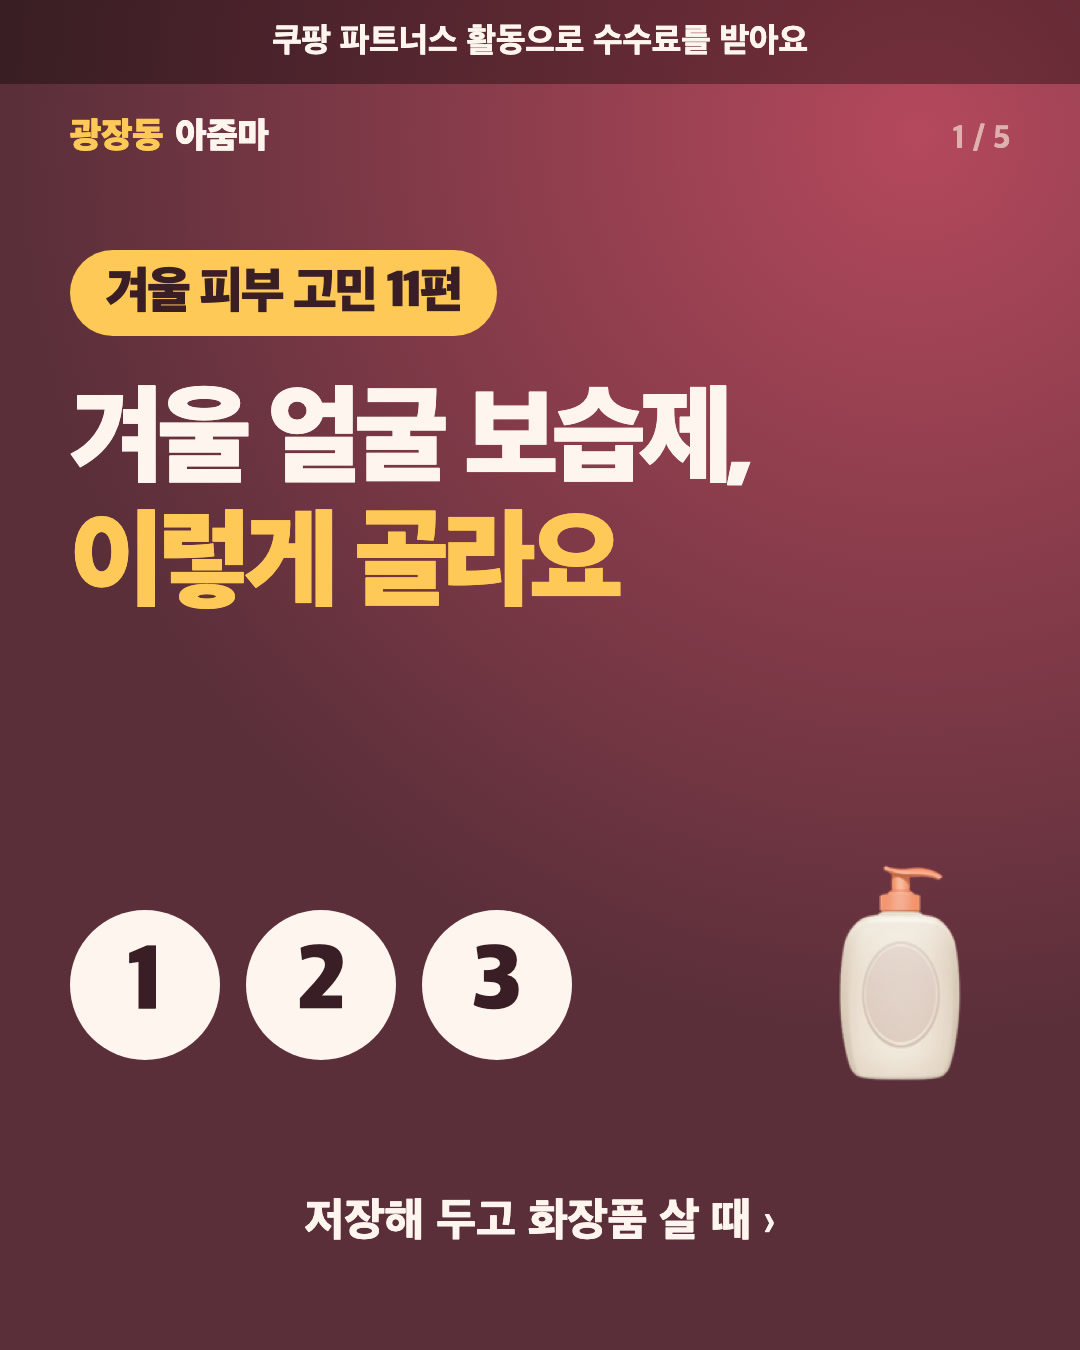 쿠팡 파트너스 활동으로 수수료를 받아요
광장동 아줌마
1 / 5
겨울 피부 고민 11편
겨울 얼굴 보습제,
이렇게 골라요
1 2 3
저장해 두고 화장품 살 때 ›